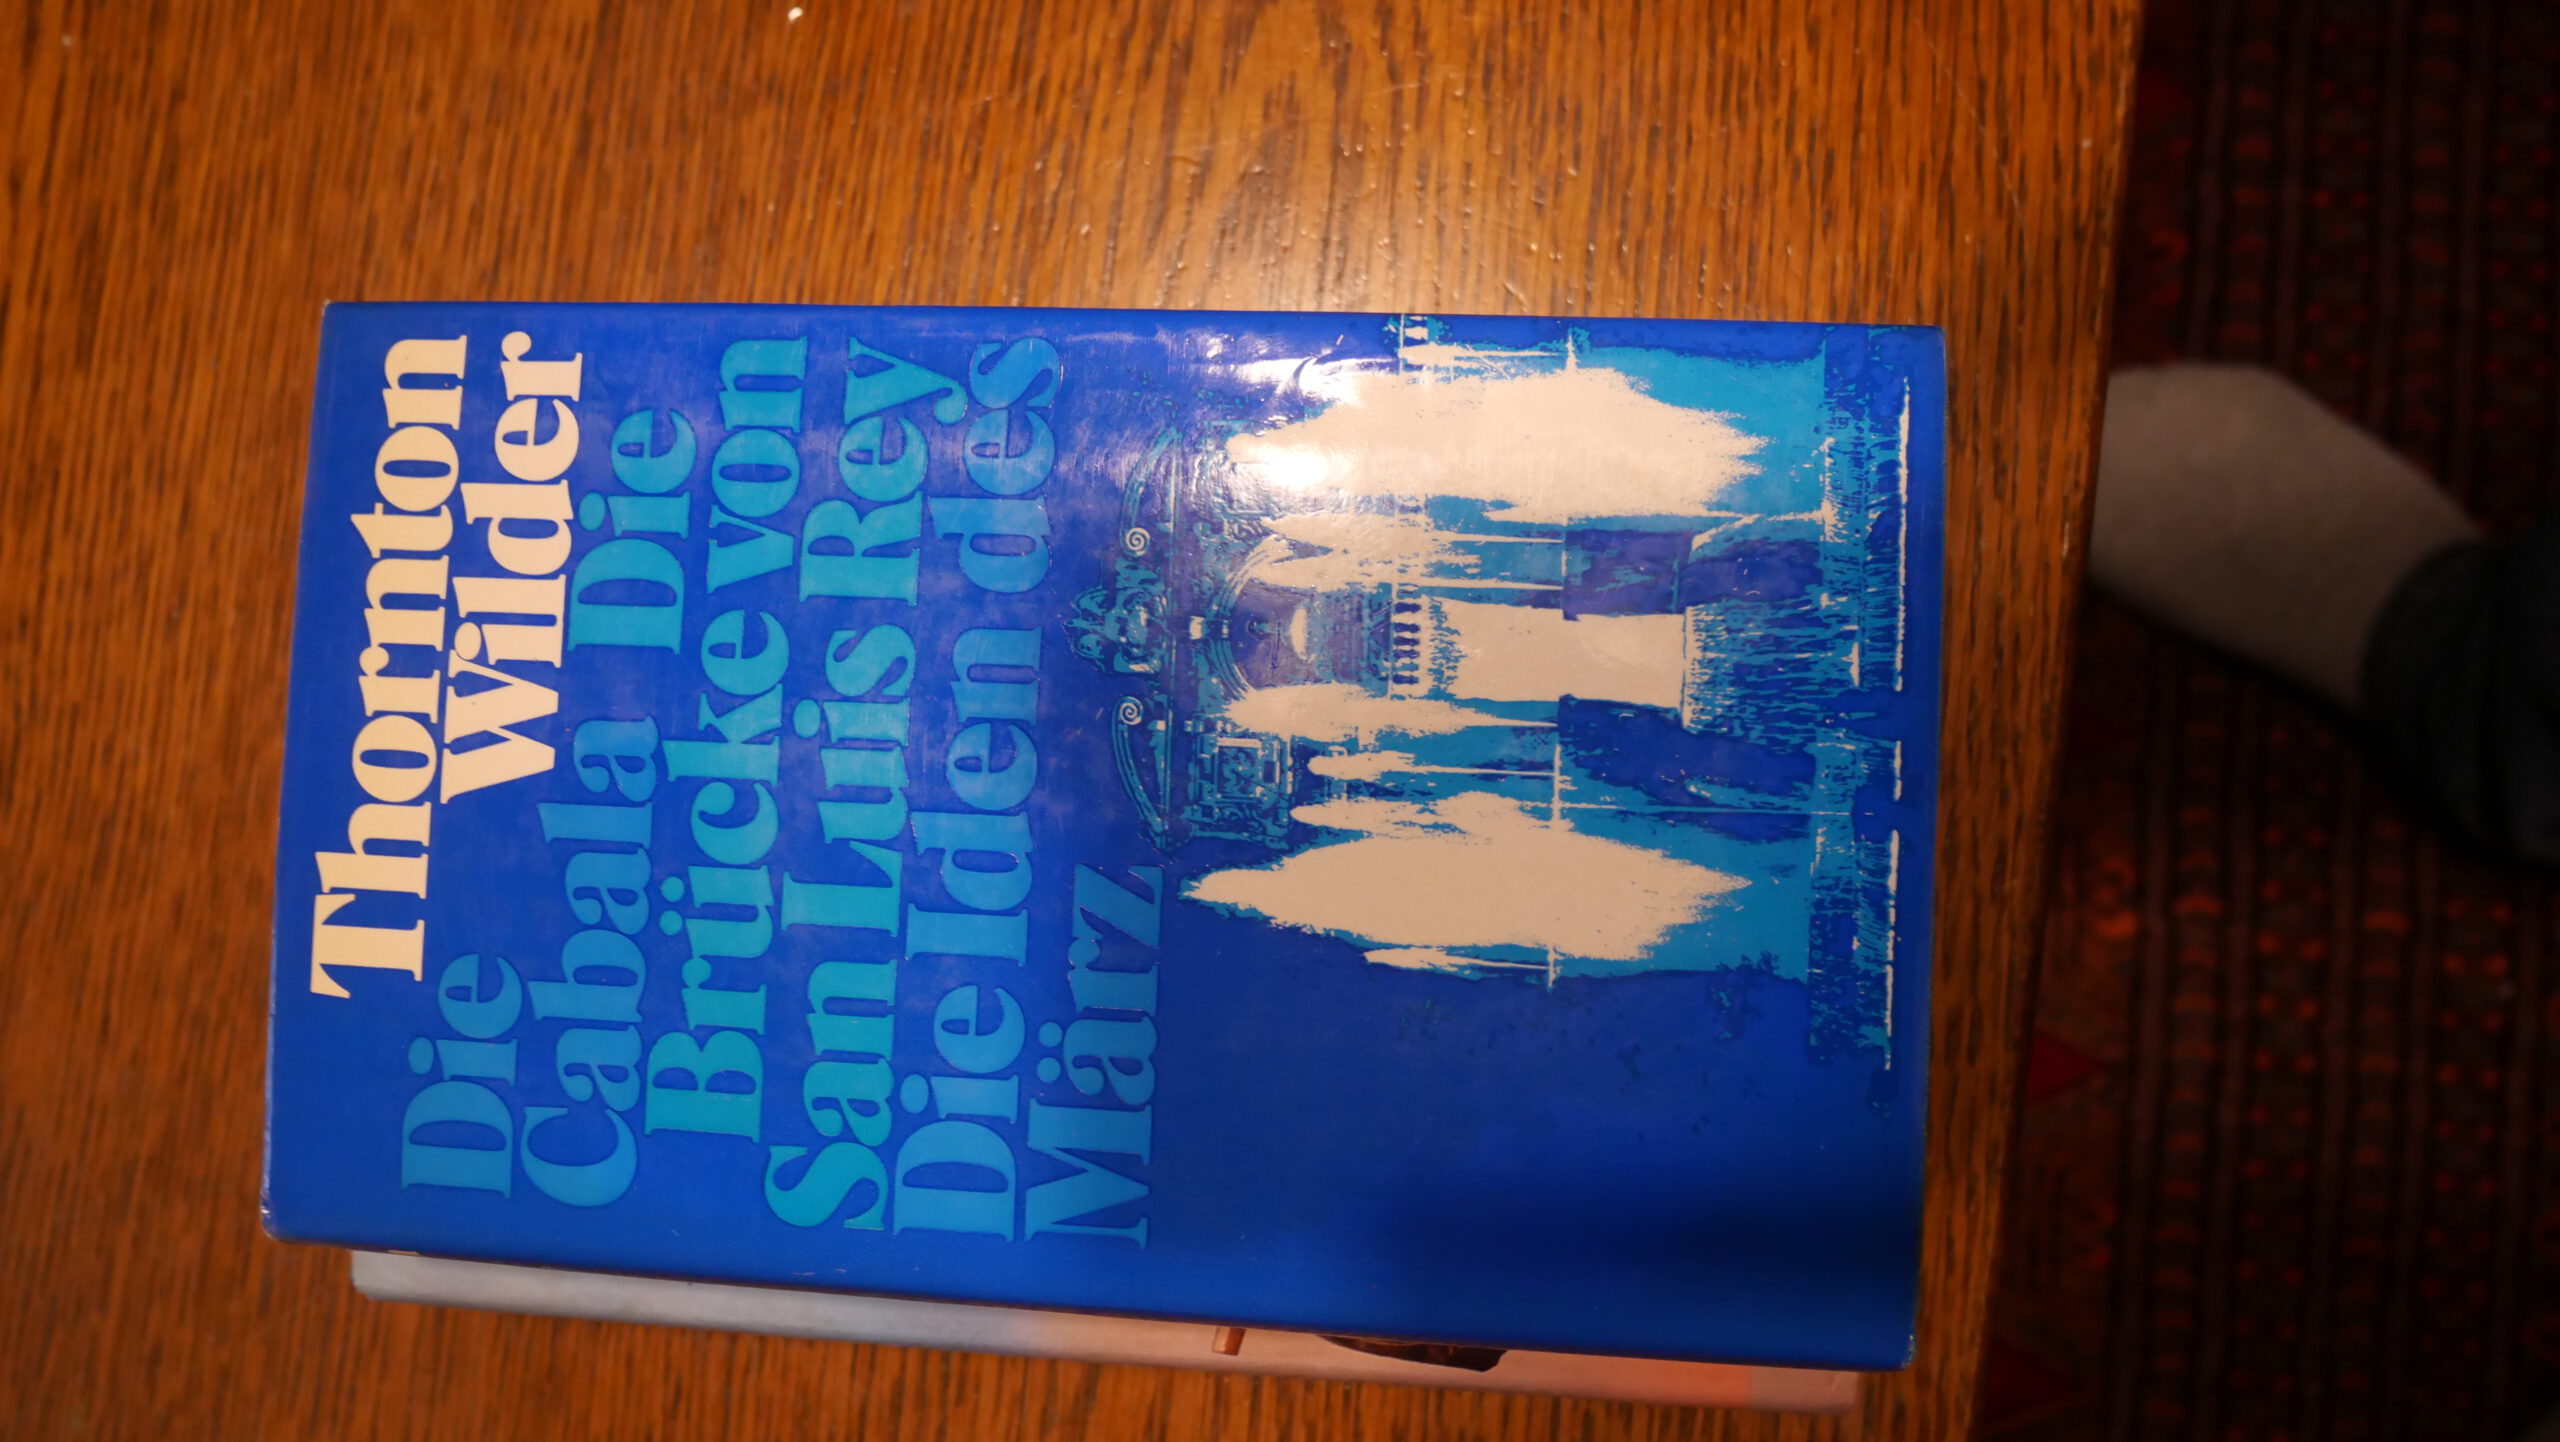 Thornton
Wilder
Die
Cabala Die
Brücke von
San Luis Rey
Die Iden des
März